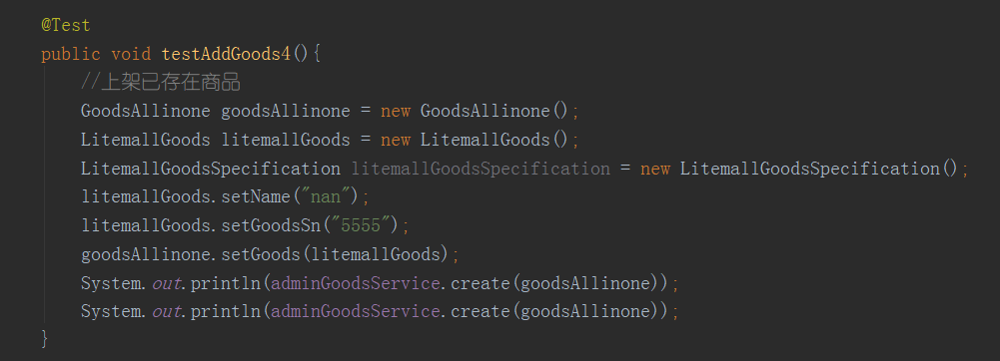 @Test
public void testAddGoods4(){
//上架已存在商品
GoodsAllinone goodsAllinone = new GoodsAllinone();
LitemallGoods litemallGoods = new LitemallGoods();
LitemallGoodsSpecification litemallGoodsSpecification = new LitemallGoodsSpecification();
litemallGoods.setName("nan");
litemallGoods.setGoodsSn("5555");
goodsAllinone.setGoods(litemallGoods);
System.out.println(adminGoodsService.create(goodsAllinone));
System.out.println(adminGoodsService.create(goodsAllinone));
}